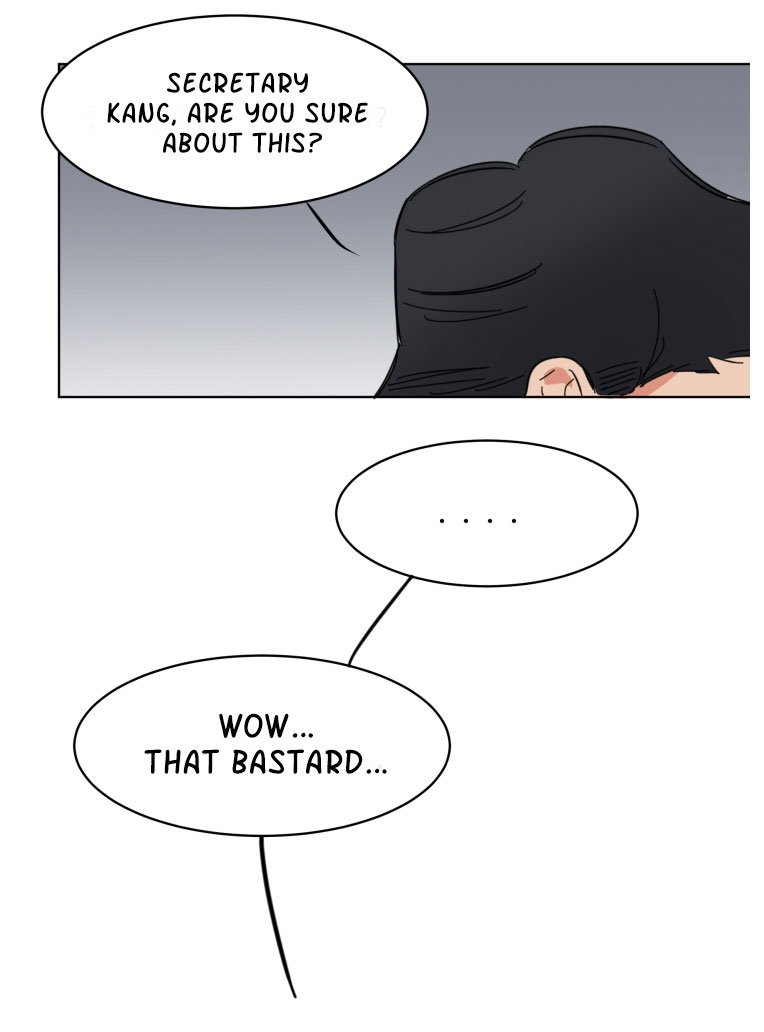 SECRETARY
KANG, ARE YOU SURE
ABOUT THIS?
....
WOW...
THAT BASTARD...